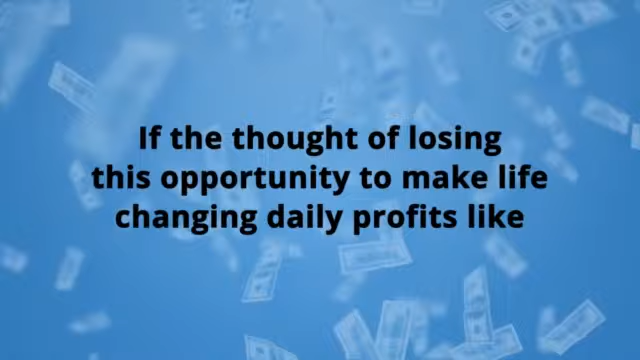 If the thought of losing
this opportunity to make life
changing daily profits like